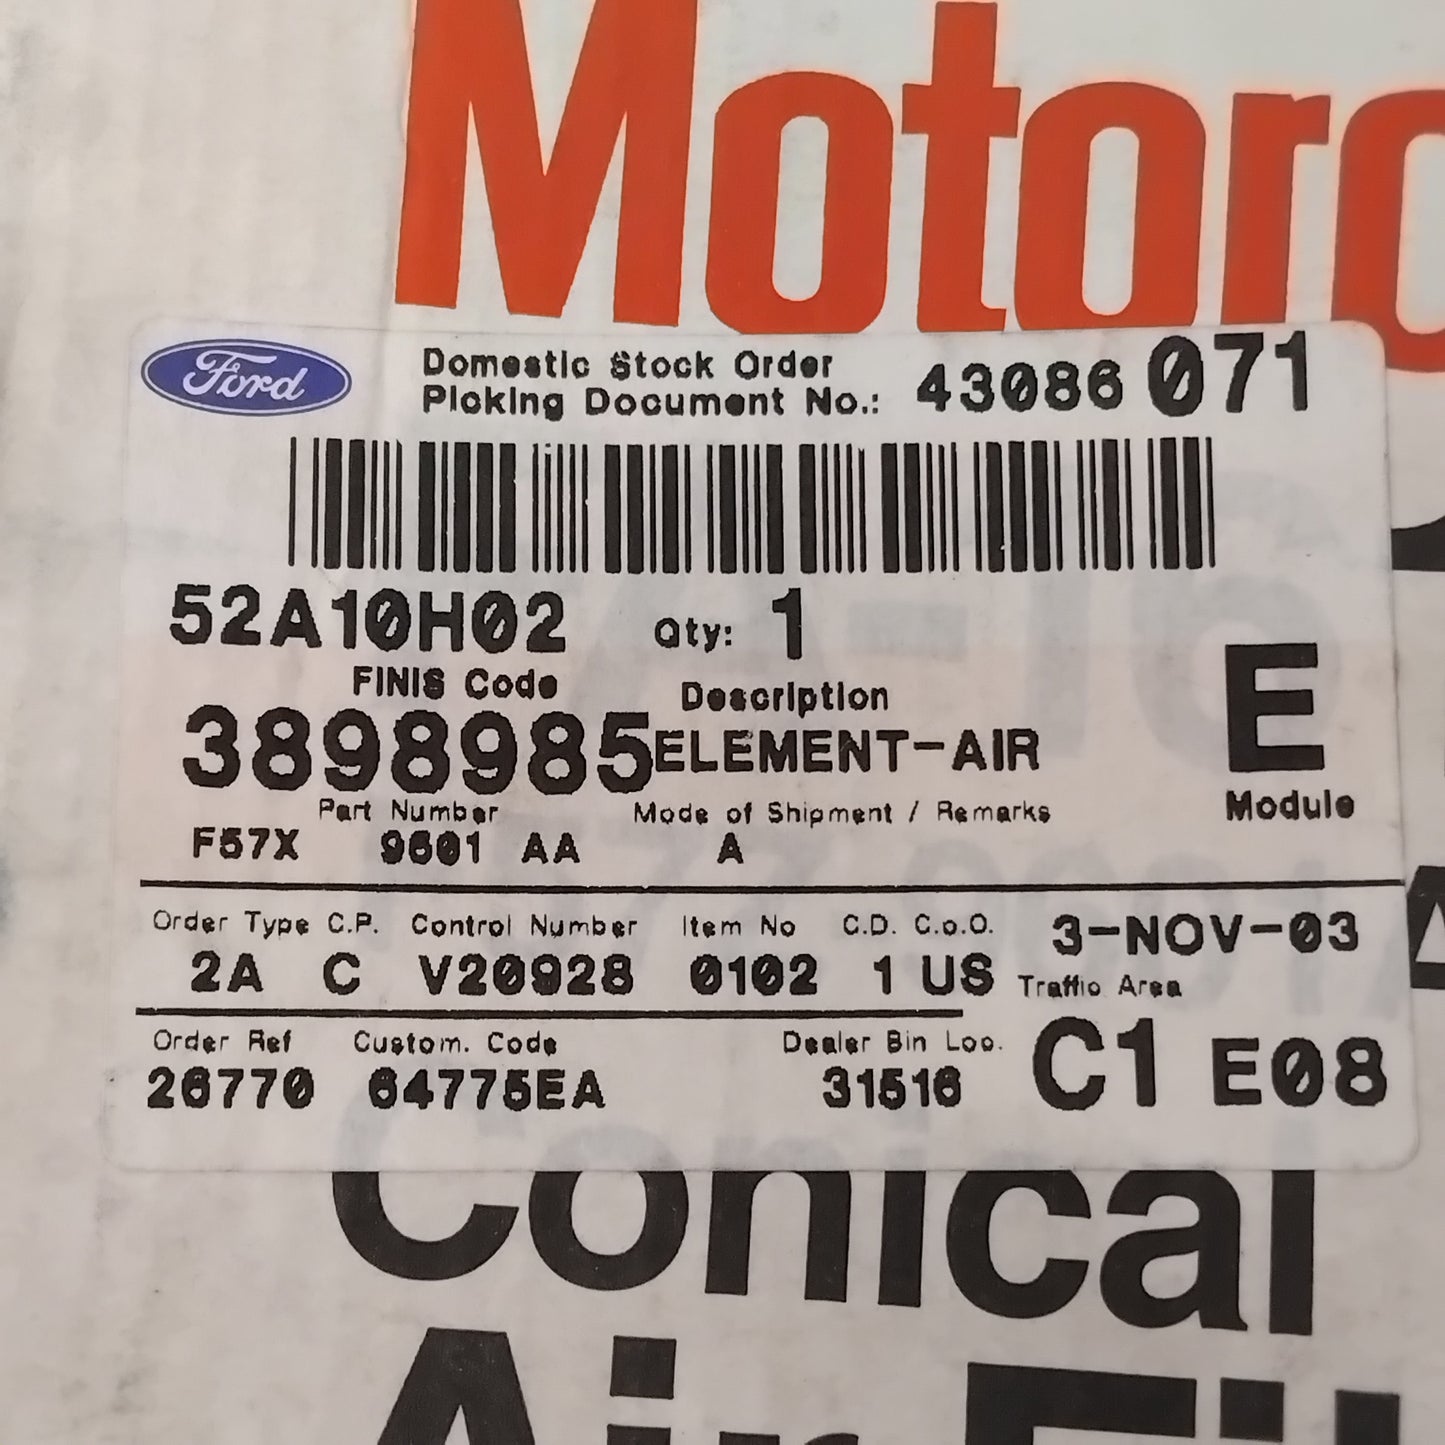 Motorc
Ford
Domestic Stock Order
Picking Document No.: 43086 071
52A10H02 Qty: 1
FINIS Code Description
3898985 ELEMENT-AIR E
Part Number Mode of Shipment / Remarks Module
F57X 9601 AA A
Order Type C.P. Control Number Item No C.D. C.o.O. 3-NOV-03
2A C V20928 0102 1 US Traffic Area
Order Ref Custom. Code Dealer Bin Loc. C1 E08
26770 64775EA 31516
Conical
Air Fil